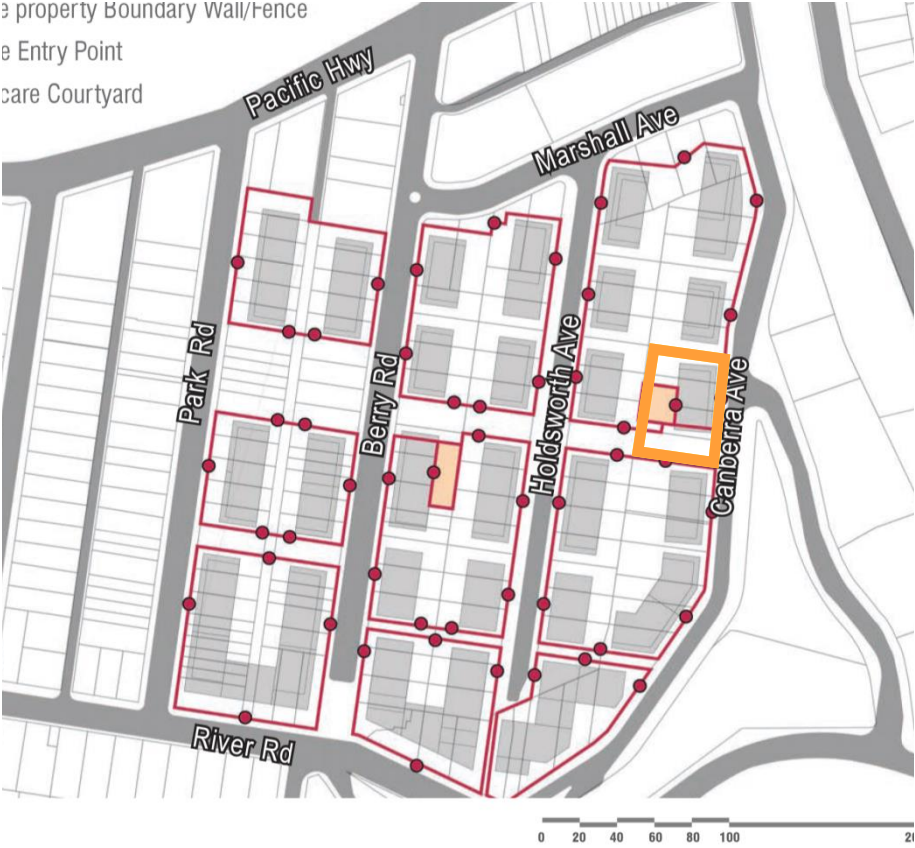 e property Boundary Wall/Fence
e Entry Point
care Courtyard
Pacific Hwy
Marshall Ave
Park Rd
Berry Rd
Holdsworth Ave
Canberra Ave
River Rd
0 20 40 60 80 100 20